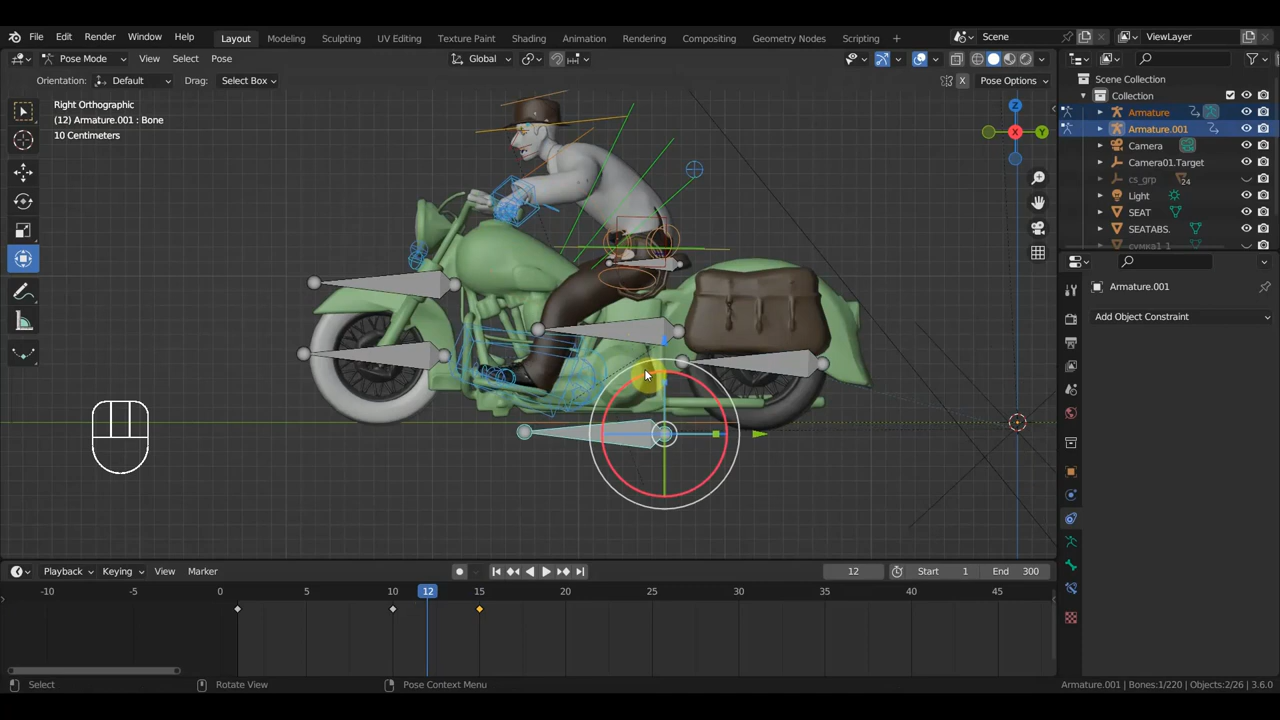 File Edit Render Window Help Layout Modeling Sculpting UV Editing Texture Paint Shading Animation Rendering Compositing Geometry Nodes Scripting + Scene ViewLayer
Pose Mode View Select Pose Global
Orientation: Default Drag: Select Box X Pose Options
Right Orthographic
(12) Armature.001 : Bone
10 Centimeters
Z
X
Y
Scene Collection
Collection
Armature
Armature.001
Camera
Camera01.Target
cs_grp 24
Light
SEAT
SEATABS.
сумка1 1
Armature.001
Add Object Constraint
Playback Keying View Marker 12 Start 1 End 300
-10 -5 0 5 10 12 15 20 25 30 35 40 45
Select Rotate View Pose Context Menu Armature.001 | Bones:1/220 | Objects:2/26 | 3.6.0